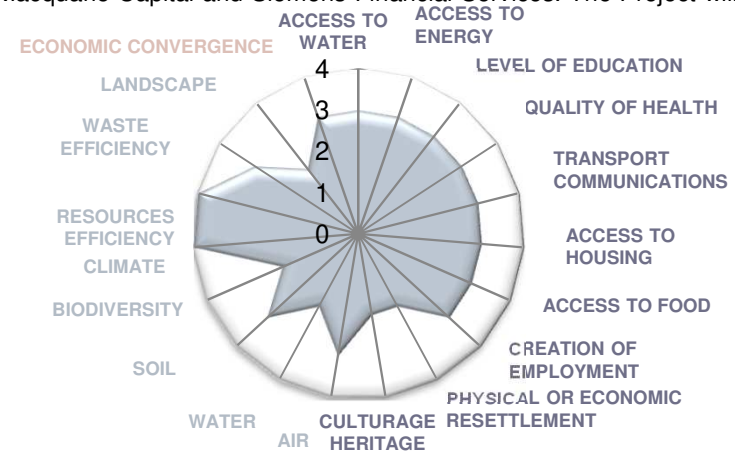 Macquarie Capital and Siemens Financial Services. The Project will
ACCESS TO
WATER
ACCESS TO
ENERGY
ECONOMIC CONVERGENCE
LEVEL OF EDUCATION
LANDSCAPE
QUALITY OF HEALTH
WASTE
EFFICIENCY
TRANSPORT
COMMUNICATIONS
RESOURCES
EFFICIENCY
ACCESS TO
HOUSING
CLIMATE
BIODIVERSITY
ACCESS TO FOOD
SOIL
CREATION OF
EMPLOYMENT
PHYSICAL OR ECONOMIC
RESETTLEMENT
WATER
CULTURAGE
HERITAGE
AIR
4
3
2
1
0